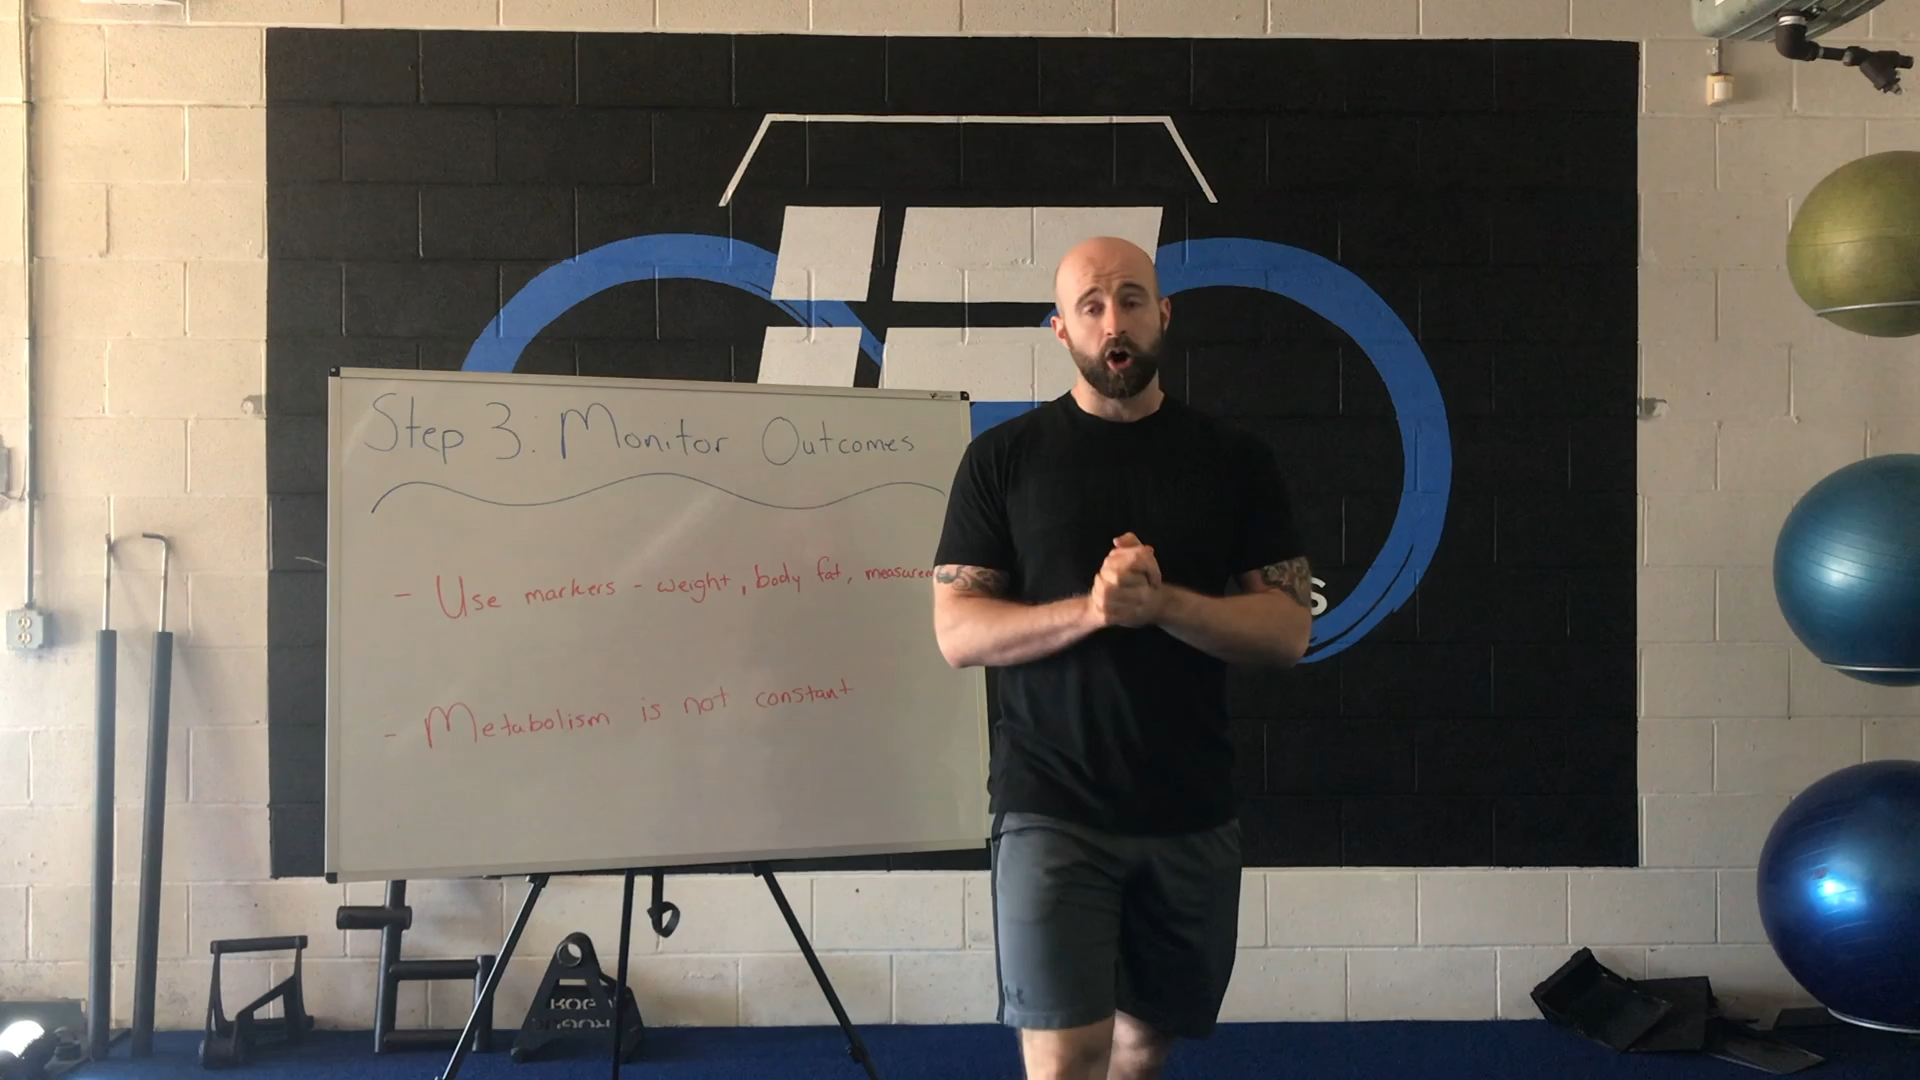 Step 3: Monitor Outcomes
- Use markers - weight, body fat, measurem
- Metabolism is not constant
S